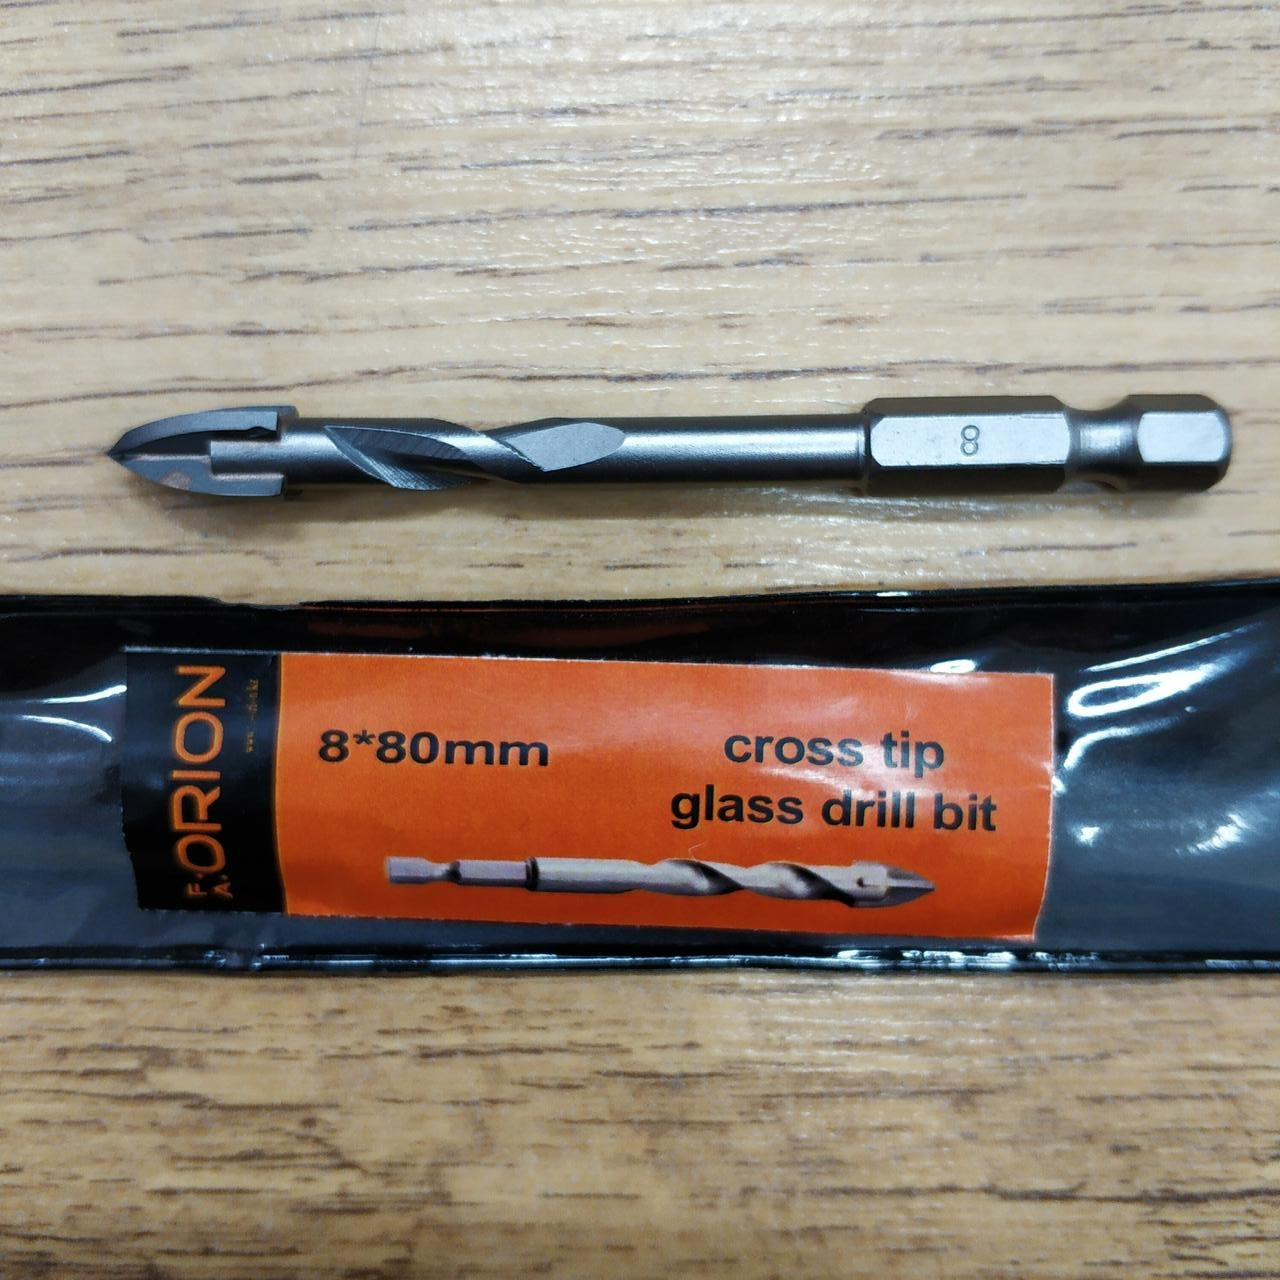 8
F.
A.
ORION
8*80mm
cross tip
glass drill bit